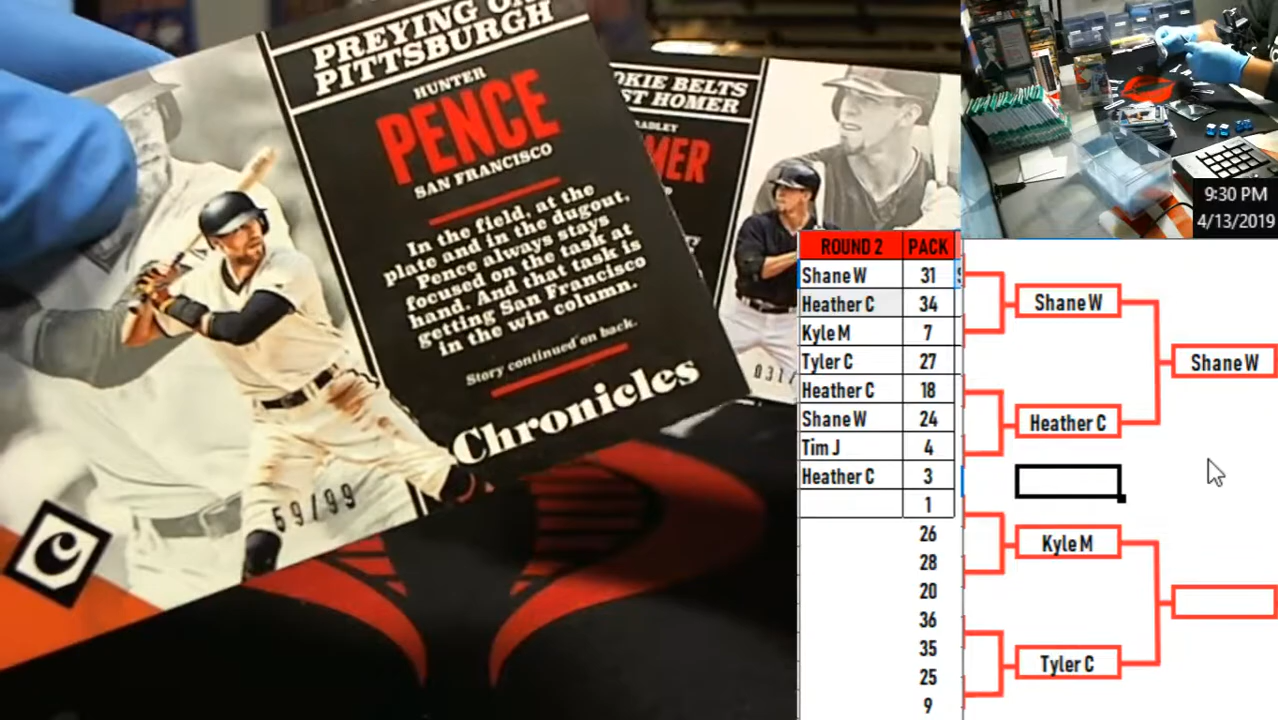 PREYING ON
PITTSBURGH
HUNTER
PENCE
SAN FRANCISCO
In the field, at the
plate and in the dugout,
Pence always stays
focused on the task at
hand. And that task is
getting San Francisco
in the win column.
Story continued on back.
Chronicles
59/99
BELTS
HOMER
031/
9:30 PM
4/13/2019
ROUND 2 PACK
Shane W 31
Heather C 34
Kyle M 7
Tyler C 27
Heather C 18
Shane W 24
Tim J 4
Heather C 3
1
26
28
20
36
35
25
9
Shane W
Heather C
Kyle M
Tyler C
Shane W